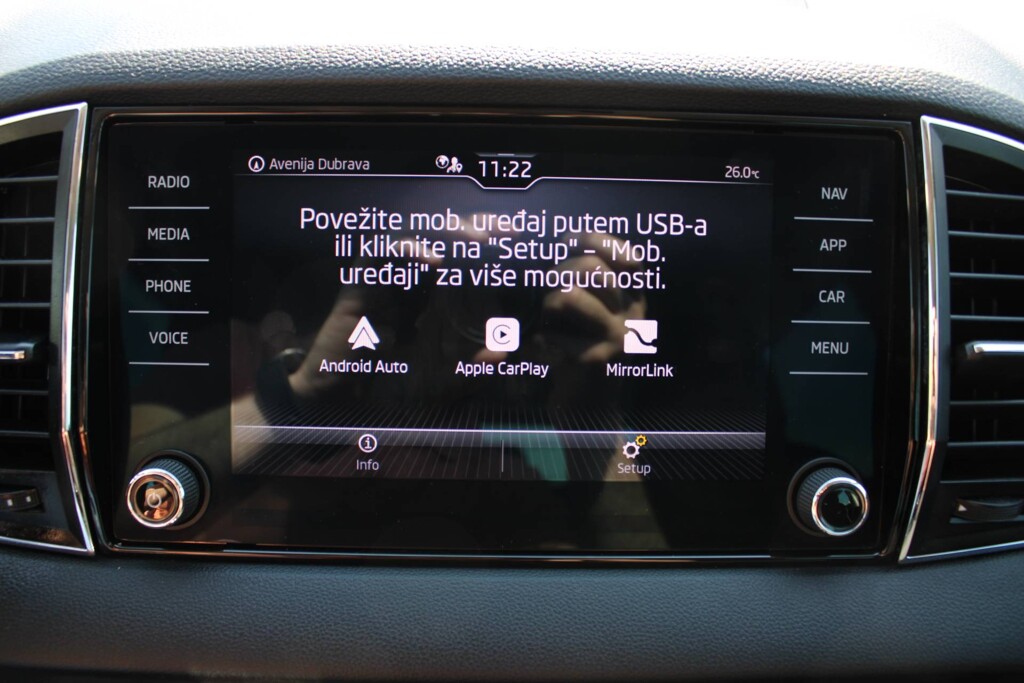 Avenija Dubrava
11:22
26.0°C
RADIO
MEDIA
PHONE
VOICE
Povežite mob. uređaj putem USB-a
ili kliknite na "Setup" – "Mob.
uređaji" za više mogućnosti.
Android Auto
Apple CarPlay
MirrorLink
Info
Setup
NAV
APP
CAR
MENU